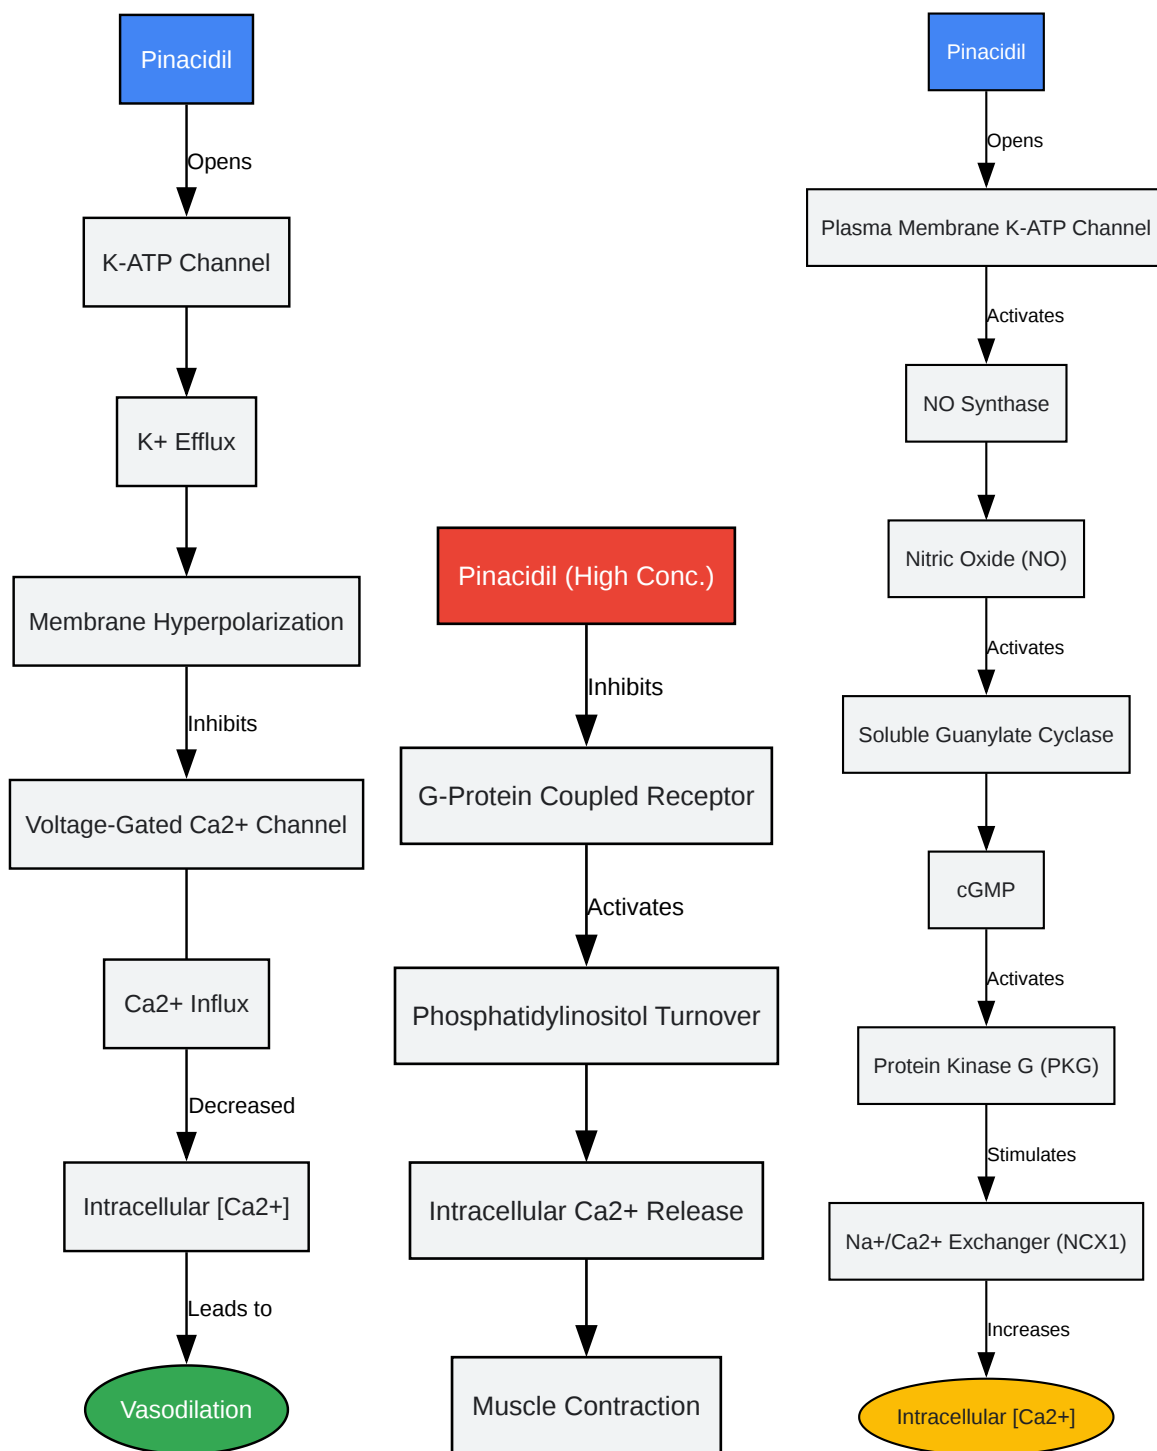 Pinacidil
Opens
K-ATP Channel
K+ Efflux
Membrane Hyperpolarization
Inhibits
Voltage-Gated Ca2+ Channel
Ca2+ Influx
Decreased
Intracellular [Ca2+]
Leads to
Vasodilation
Pinacidil (High Conc.)
Inhibits
G-Protein Coupled Receptor
Activates
Phosphatidylinositol Turnover
Intracellular Ca2+ Release
Muscle Contraction
Pinacidil
Opens
Plasma Membrane K-ATP Channel
Activates
NO Synthase
Nitric Oxide (NO)
Activates
Soluble Guanylate Cyclase
cGMP
Activates
Protein Kinase G (PKG)
Stimulates
Na+/Ca2+ Exchanger (NCX1)
Increases
Intracellular [Ca2+]